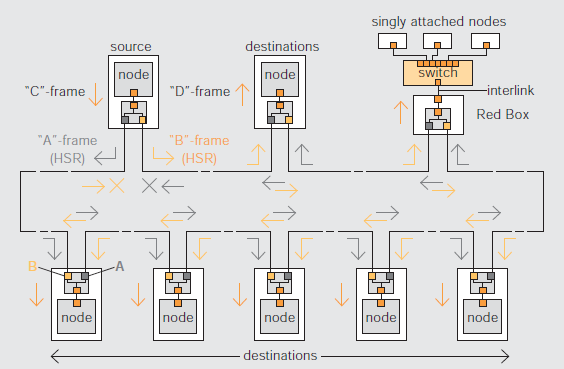 singly attached nodes
source
destinations
node
node
switch
"C"-frame
"D"-frame
interlink
Red Box
"A"-frame
(HSR)
"B"-frame
(HSR)
B
A
node
node
node
node
node
destinations